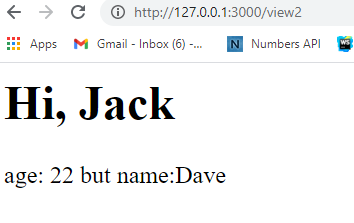 http://127.0.0.1:3000/view2
Apps Gmail - Inbox (6) -... N Numbers API WS
Hi, Jack
age: 22 but name:Dave